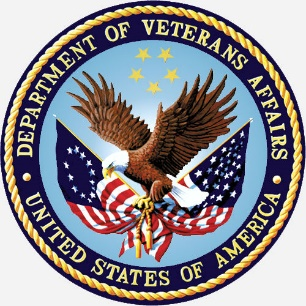 DEPARTMENT OF VETERANS AFFAIRS
UNITED STATES OF AMERICA